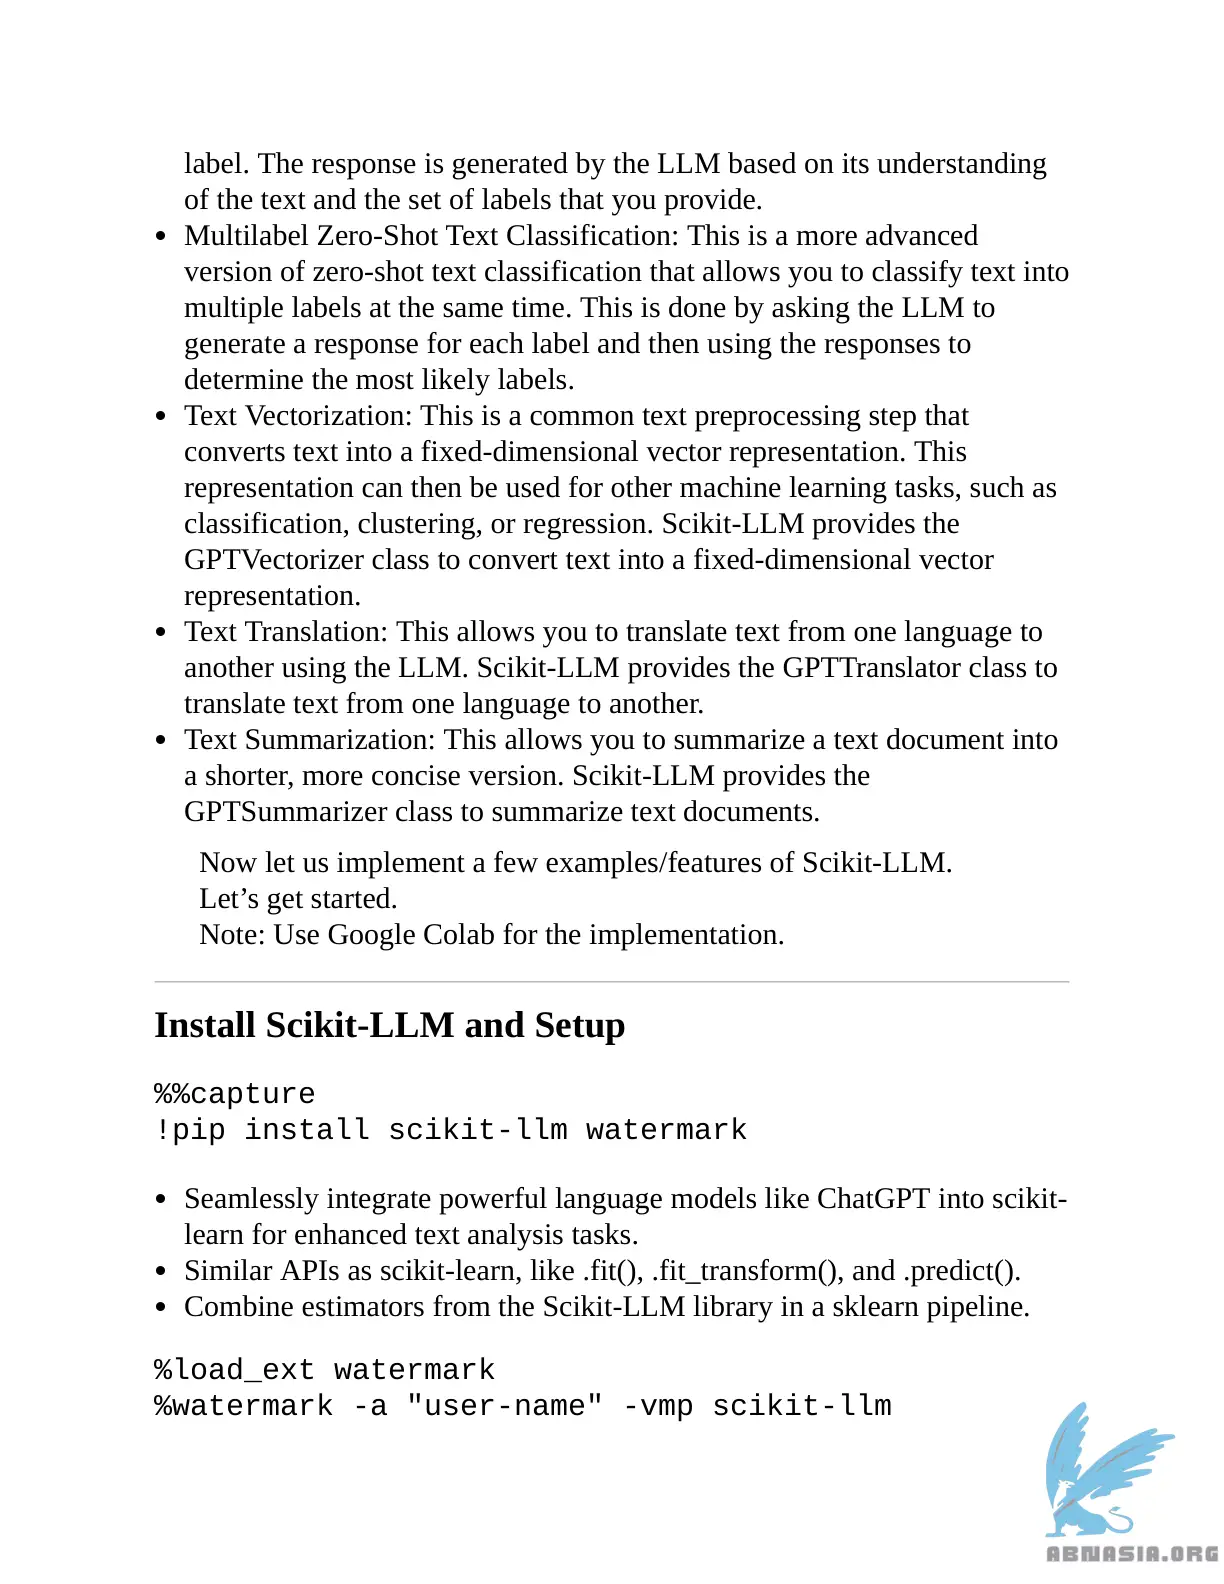 label. The response is generated by the LLM based on its understanding
of the text and the set of labels that you provide.
• Multilabel Zero-Shot Text Classification: This is a more advanced
version of zero-shot text classification that allows you to classify text into
multiple labels at the same time. This is done by asking the LLM to
generate a response for each label and then using the responses to
determine the most likely labels.
• Text Vectorization: This is a common text preprocessing step that
converts text into a fixed-dimensional vector representation. This
representation can then be used for other machine learning tasks, such as
classification, clustering, or regression. Scikit-LLM provides the
GPTVectorizer class to convert text into a fixed-dimensional vector
representation.
• Text Translation: This allows you to translate text from one language to
another using the LLM. Scikit-LLM provides the GPTTranslator class to
translate text from one language to another.
• Text Summarization: This allows you to summarize a text document into
a shorter, more concise version. Scikit-LLM provides the
GPTSummarizer class to summarize text documents.
Now let us implement a few examples/features of Scikit-LLM.
Let’s get started.
Note: Use Google Colab for the implementation.
Install Scikit-LLM and Setup
%%capture
!pip install scikit-llm watermark
• Seamlessly integrate powerful language models like ChatGPT into scikit-
learn for enhanced text analysis tasks.
• Similar APIs as scikit-learn, like .fit(), .fit_transform(), and .predict().
• Combine estimators from the Scikit-LLM library in a sklearn pipeline.
%load_ext watermark
%watermark -a "user-name" -vmp scikit-llm
ABNASIA.ORG